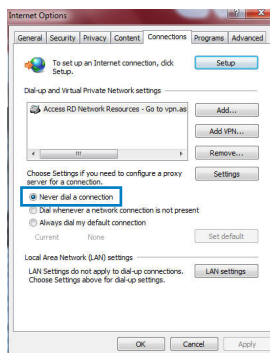 Internet Options
General Security Privacy Content Connections Programs Advanced
To set up an Internet connection, click
Setup.
Setup
Dial-up and Virtual Private Network settings
Access RD Network Resources - Go to vpn.as
Add...
Add VPN...
Remove...
Choose Settings if you need to configure a proxy
server for a connection.
Settings
Never dial a connection
Dial whenever a network connection is not present
Always dial my default connection
Current None
Set default
Local Area Network (LAN) settings
LAN Settings do not apply to dial-up connections.
Choose Settings above for dial-up settings.
LAN settings
OK Cancel Apply